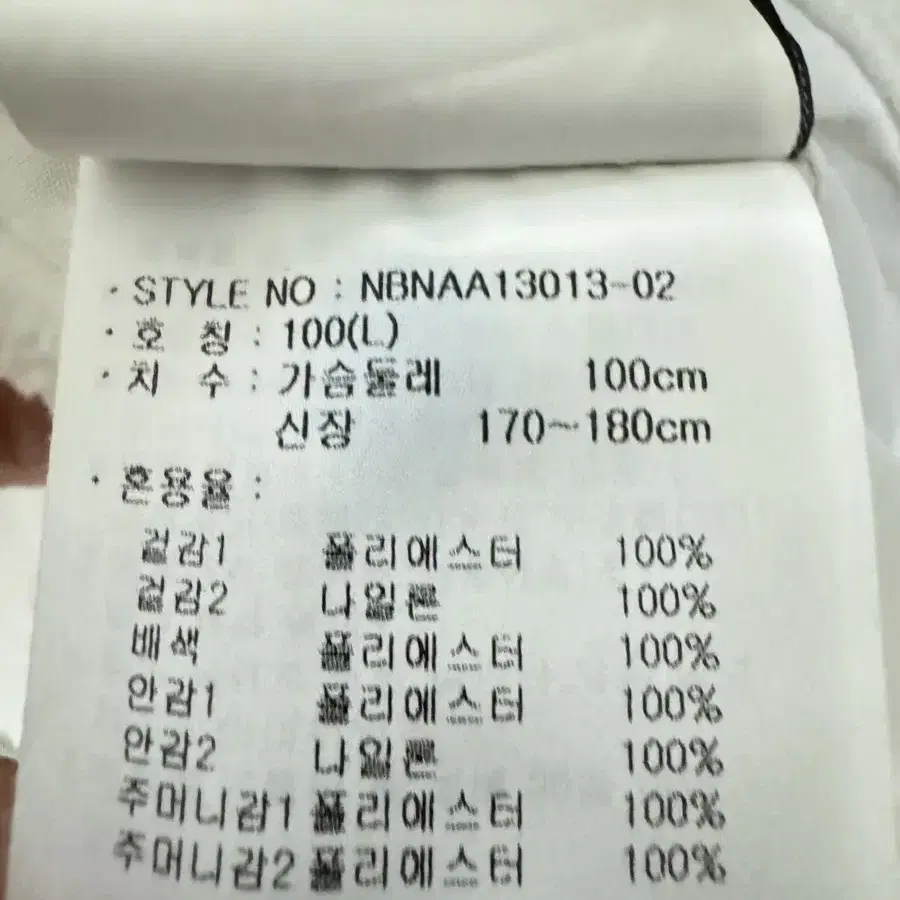 · STYLE NO : NBNAA13013-02
· 호 칭 : 100(L)
· 치 수 : 가슴둘레 100cm
신장 170~180cm
· 혼용율 :
겉감1 폴리에스터 100%
겉감2 나일론 100%
배색 폴리에스터 100%
안감1 폴리에스터 100%
안감2 나일론 100%
주머니감1 폴리에스터 100%
주머니감2 폴리에스터 100%